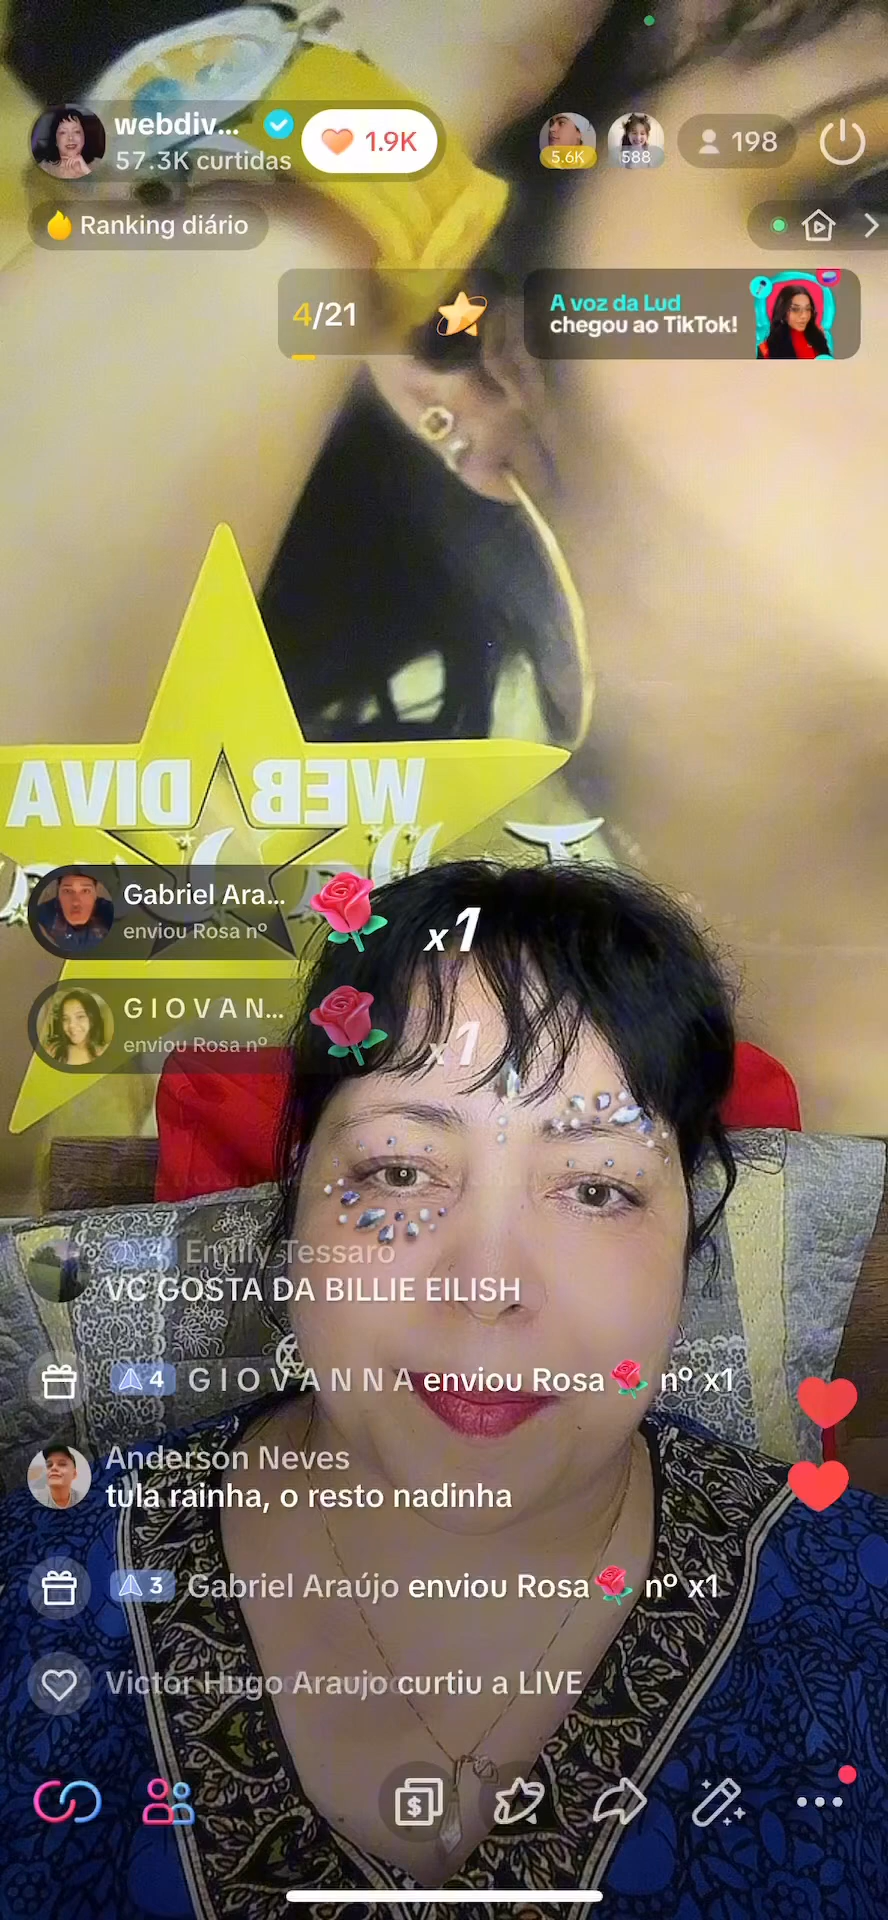 webdiv...
57.3K curtidas
1.9K
5.6K
588
198
Ranking diário
4/21
A voz da Lud
chegou ao TikTok!
WEB DIVA
Gabriel Ara...
enviou Rosa nº
x1
G I O V A N...
enviou Rosa nº
x1
Emilly Tessaro
VC GOSTA DA BILLIE EILISH
4 G I O V A N N A enviou Rosa nº x1
Anderson Neves
tula rainha, o resto nadinha
3 Gabriel Araújo enviou Rosa nº x1
Victor Hugo Araujo curtiu a LIVE